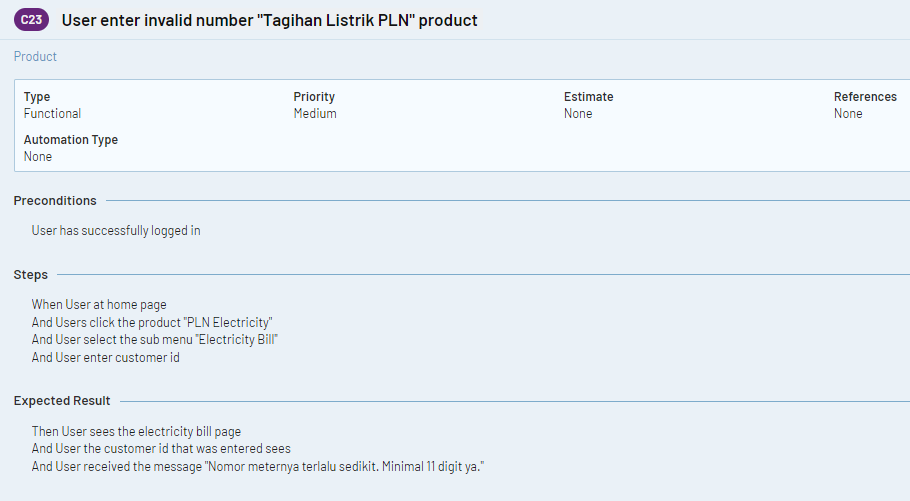 C23 User enter invalid number "Tagihan Listrik PLN" product
Product
Type Priority Estimate References
Functional Medium None None
Automation Type
None
Preconditions
User has successfully logged in
Steps
When User at home page
And Users click the product "PLN Electricity"
And User select the sub menu "Electricity Bill"
And User enter customer id
Expected Result
Then User sees the electricity bill page
And User the customer id that was entered sees
And User received the message "Nomor meternya terlalu sedikit. Minimal 11 digit ya."